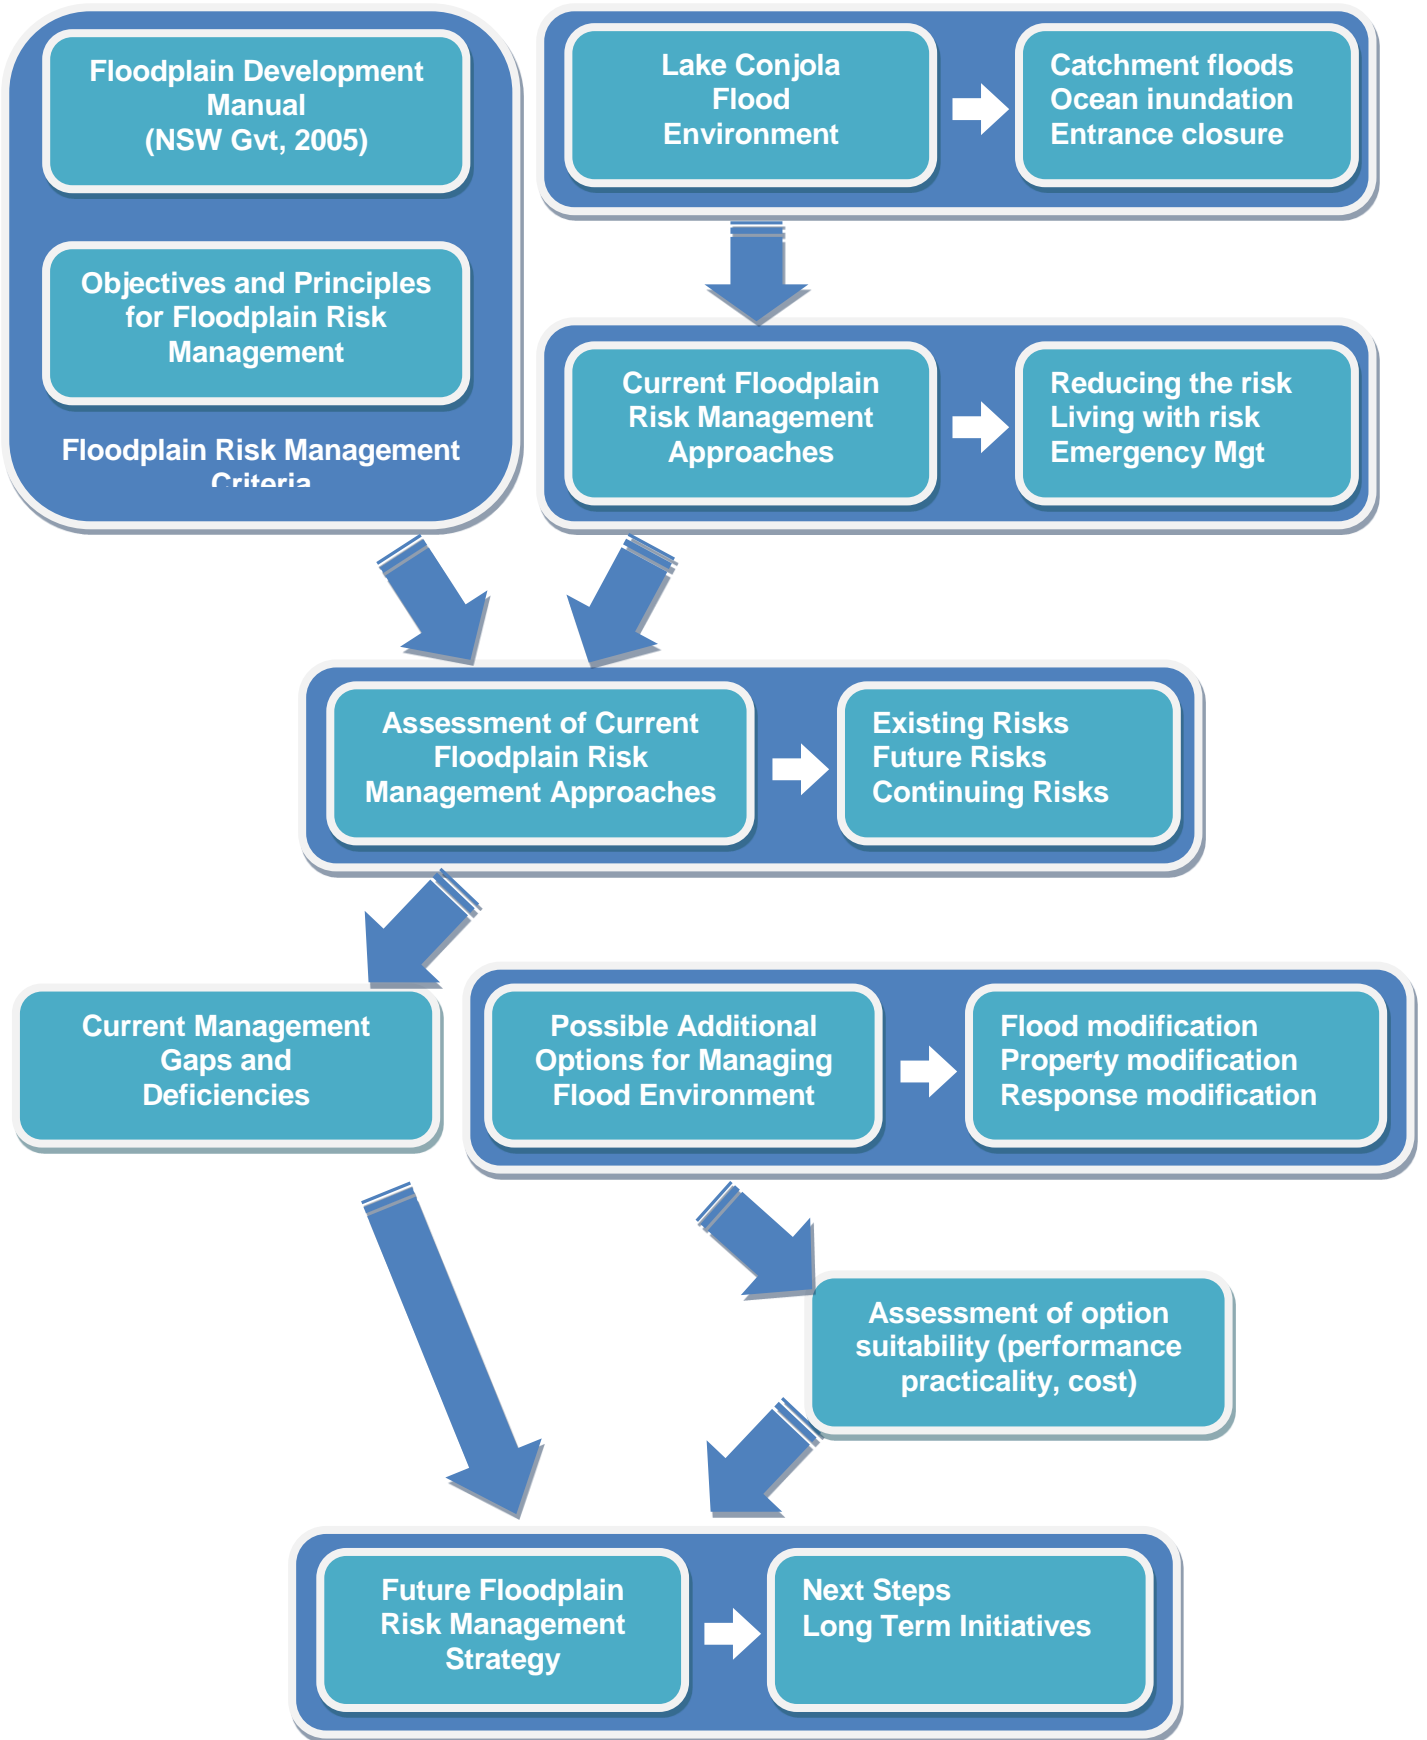 Floodplain Development
Manual
(NSW Gvt, 2005)
Objectives and Principles
for Floodplain Risk
Management
Floodplain Risk Management
Criteria
Lake Conjola
Flood
Environment
Catchment floods
Ocean inundation
Entrance closure
Current Floodplain
Risk Management
Approaches
Reducing the risk
Living with risk
Emergency Mgt
Assessment of Current
Floodplain Risk
Management Approaches
Existing Risks
Future Risks
Continuing Risks
Current Management
Gaps and
Deficiencies
Possible Additional
Options for Managing
Flood Environment
Flood modification
Property modification
Response modification
Assessment of option
suitability (performance
practicality, cost)
Future Floodplain
Risk Management
Strategy
Next Steps
Long Term Initiatives